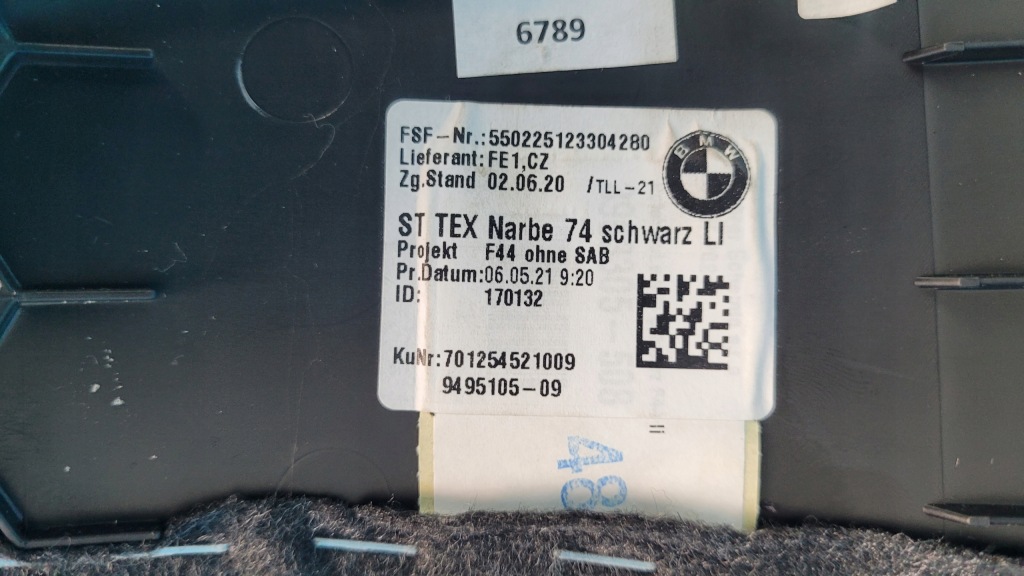 6789
FSF-Nr.:550225123304280
Lieferant:FE1,CZ
Zg.Stand 02.06.20 /TLL-21
BMW
ST TEX Narbe 74 schwarz LI
Projekt F44 ohne SAB
Pr.Datum:06.05.21 9:20
ID: 170132
KuNr:701254521009
9495105-09